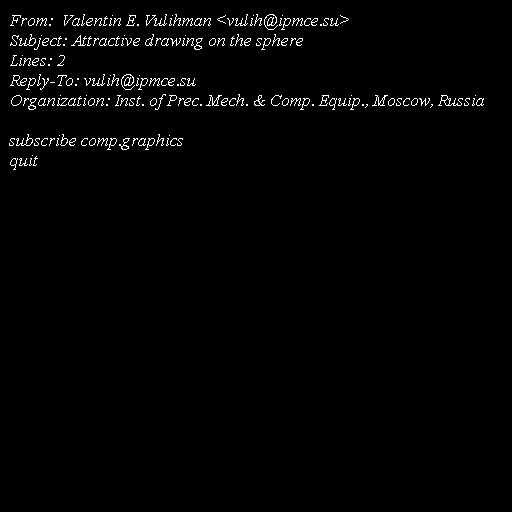 From:  Valentin E. Vulihman <vulih@ipmce.su>
Subject: Attractive drawing on the sphere
Lines: 2
Reply-To: vulih@ipmce.su
Organization: Inst. of Prec. Mech. & Comp. Equip., Moscow, Russia

subscribe comp.graphics
quit